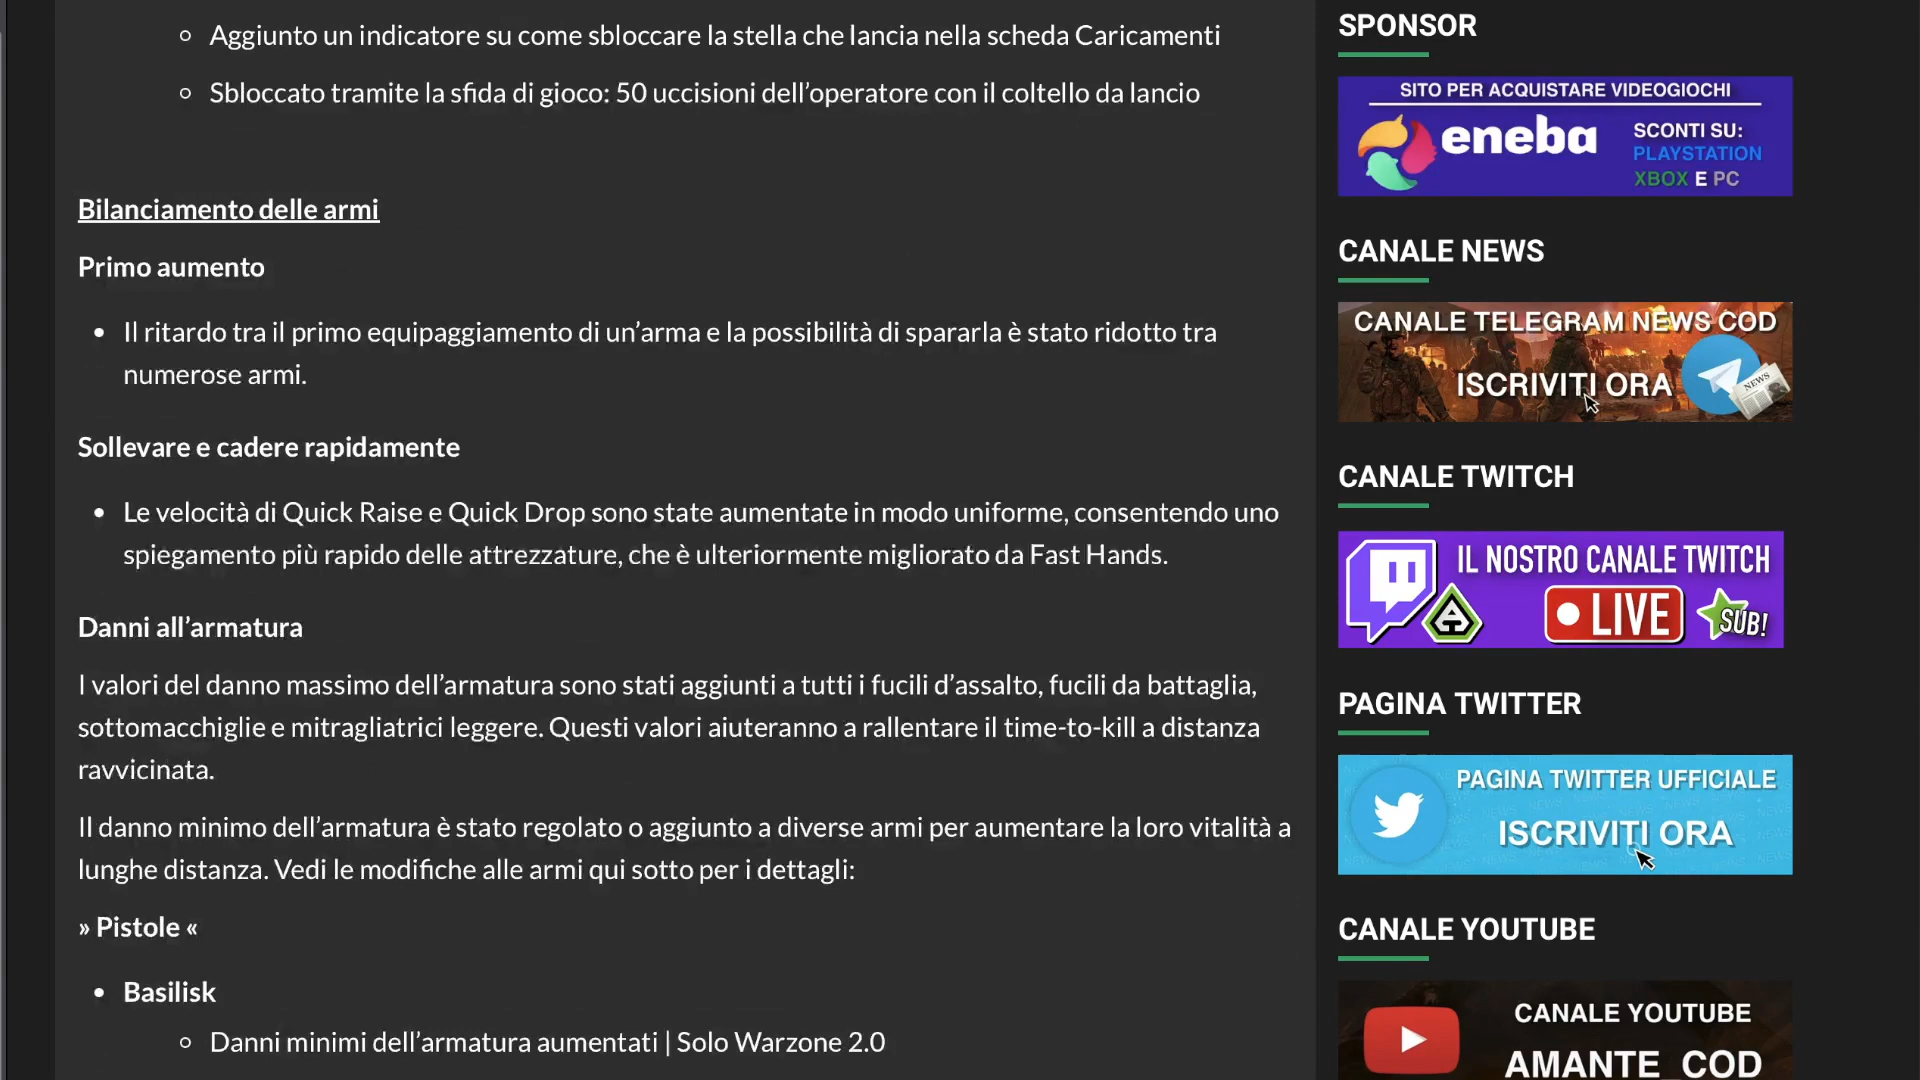 Aggiunto un indicatore su come sbloccare la stella che lancia nella scheda Caricamenti
Sbloccato tramite la sfida di gioco: 50 uccisioni dell’operatore con il coltello da lancio
Bilanciamento delle armi
Primo aumento
Il ritardo tra il primo equipaggiamento di un’arma e la possibilità di spararla è stato ridotto tra
numerose armi.
Sollevare e cadere rapidamente
Le velocità di Quick Raise e Quick Drop sono state aumentate in modo uniforme, consentendo uno
spiegamento più rapido delle attrezzature, che è ulteriormente migliorato da Fast Hands.
Danni all’armatura
I valori del danno massimo dell’armatura sono stati aggiunti a tutti i fucili d’assalto, fucili da battaglia,
sottomacchiglie e mitragliatrici leggere. Questi valori aiuteranno a rallentare il time-to-kill a distanza
ravvicinata.
Il danno minimo dell’armatura è stato regolato o aggiunto a diverse armi per aumentare la loro vitalità a
lunghe distanza. Vedi le modifiche alle armi qui sotto per i dettagli:
» Pistole «
Basilisk
Danni minimi dell’armatura aumentati | Solo Warzone 2.0
SPONSOR
SITO PER ACQUISTARE VIDEOGIOCHI
eneba
SCONTI SU:
PLAYSTATION
XBOX E PC
CANALE NEWS
CANALE TELEGRAM NEWS COD
ISCRIVITI ORA
NEWS
CANALE TWITCH
IL NOSTRO CANALE TWITCH
LIVE
SUB!
PAGINA TWITTER
PAGINA TWITTER UFFICIALE
ISCRIVITI ORA
CANALE YOUTUBE
CANALE YOUTUBE
AMANTE_COD